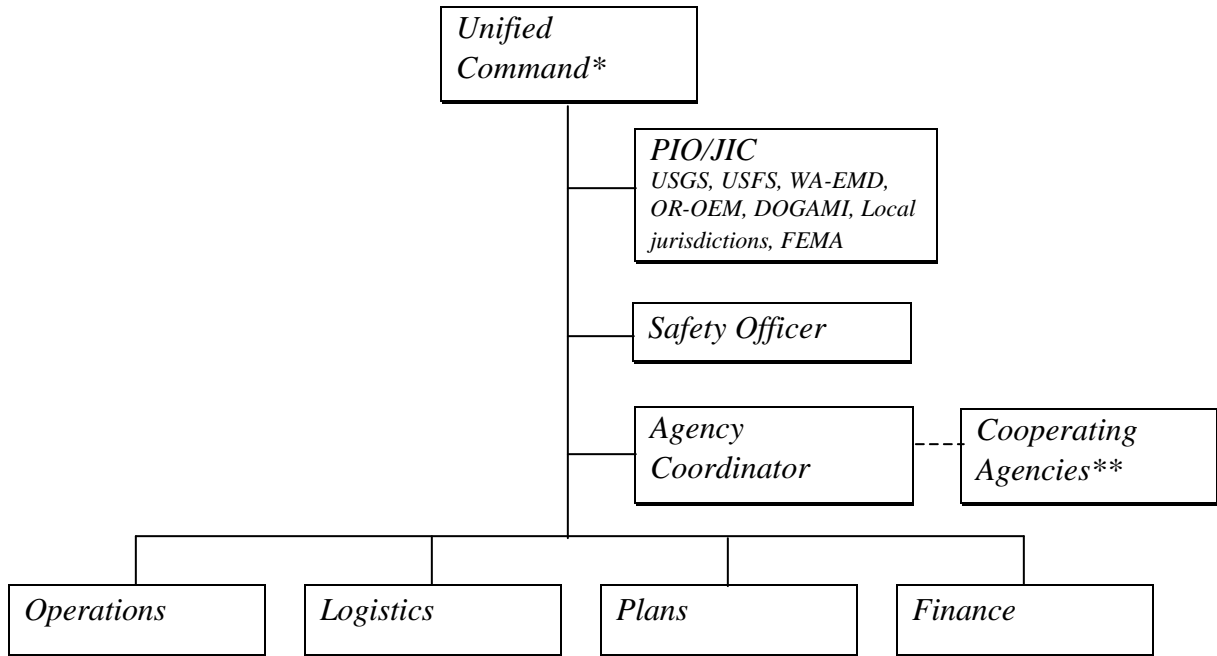 Unified
Command*
PIO/JIC
USGS, USFS, WA-EMD,
OR-OEM, DOGAMI, Local
jurisdictions, FEMA
Safety Officer
Agency
Coordinator
Cooperating
Agencies**
Operations
Logistics
Plans
Finance